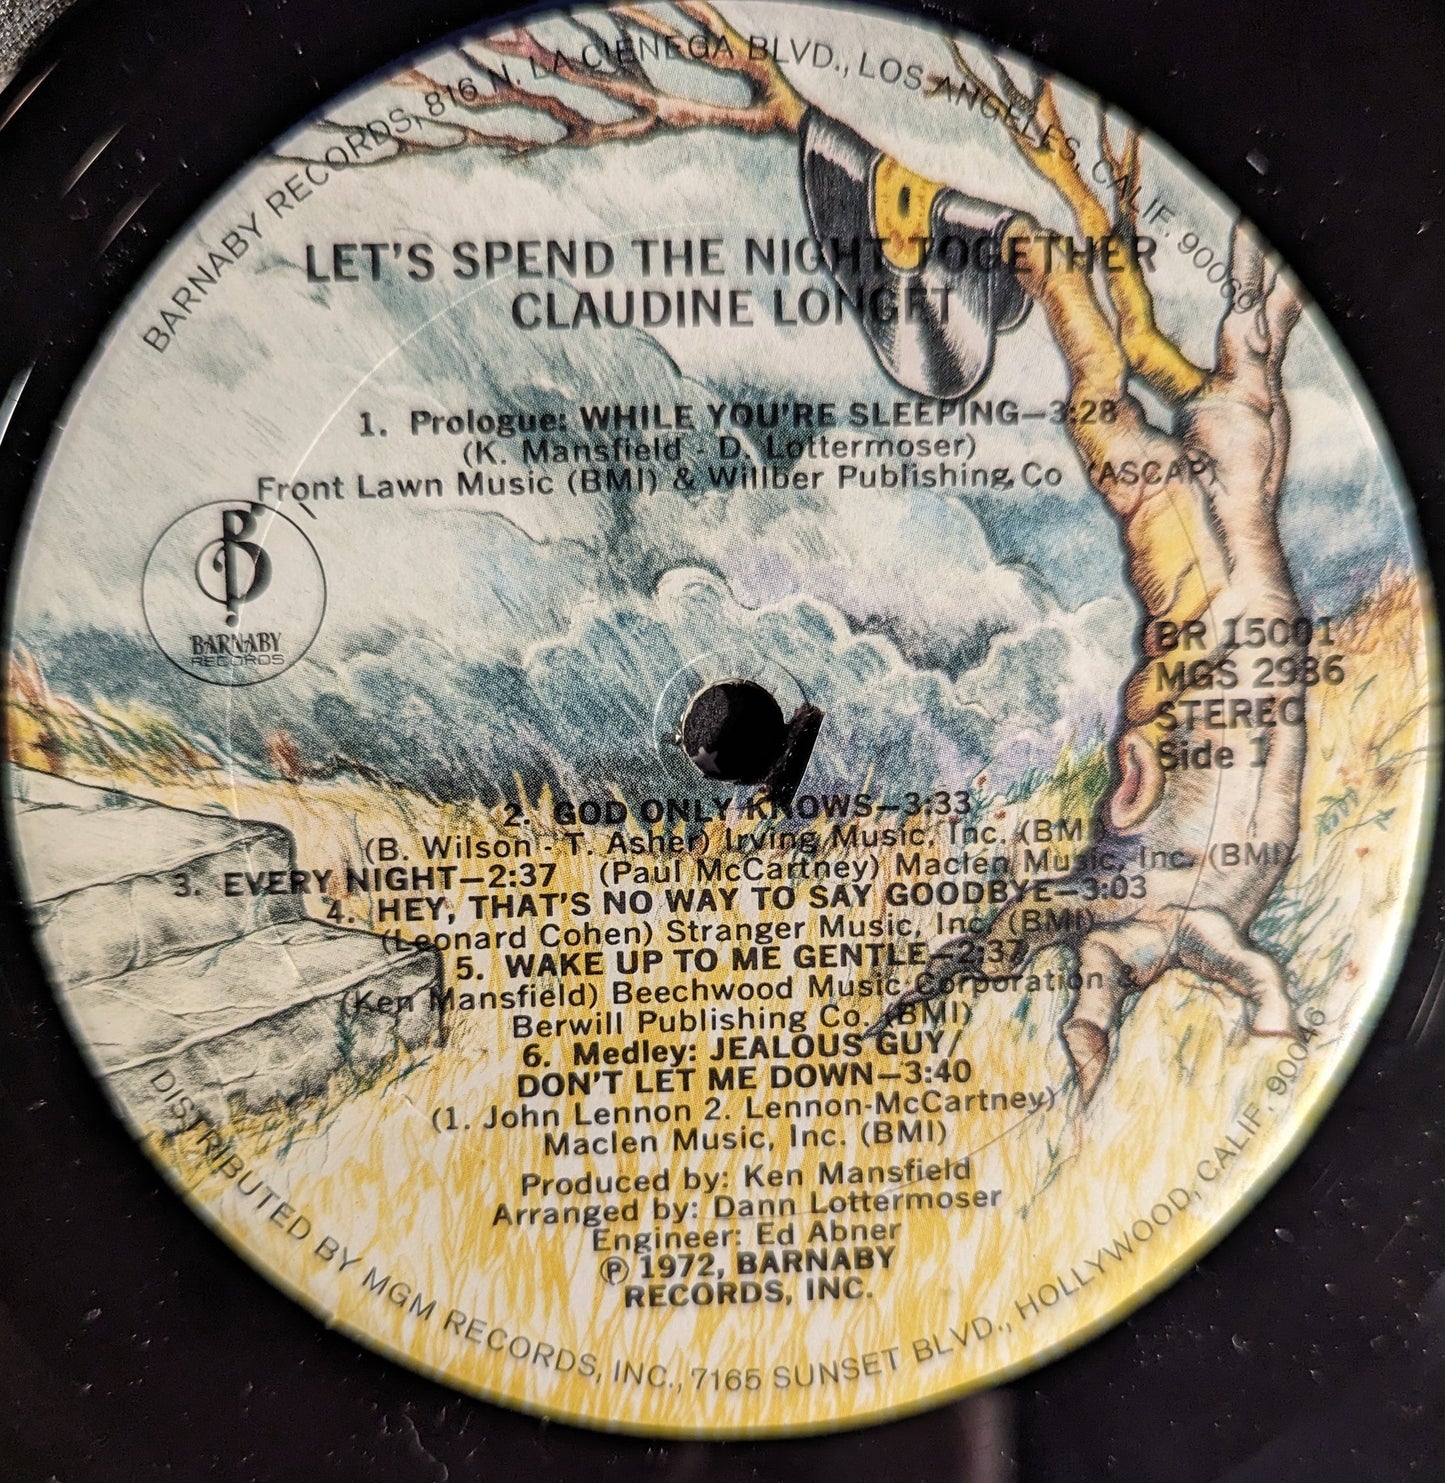 BARNABY RECORDS, 816 N. LA CIENEGA BLVD., LOS ANGELES, CALIF. 90069
LET'S SPEND THE NIGHT TOGETHER
CLAUDINE LONGET
1. Prologue: WHILE YOU'RE SLEEPING—3:28
(K. Mansfield - D. Lottermoser)
Front Lawn Music (BMI) & Willber Publishing Co (ASCAP)
B
BARNABY
RECORDS
BR 15001
MGS 2986
STEREO
Side 1
2. GOD ONLY KNOWS—3:33
(B. Wilson - T. Asher) Irving Music, Inc. (BMI)
3. EVERY NIGHT—2:37 (Paul McCartney) Maclen Music, Inc. (BMI)
4. HEY, THAT'S NO WAY TO SAY GOODBYE—3:03
(Leonard Cohen) Stranger Music, Inc. (BMI)
5. WAKE UP TO ME GENTLE—2:37
(Ken Mansfield) Beechwood Music Corporation &
Berwill Publishing Co. (BMI)
6. Medley: JEALOUS GUY/
DON'T LET ME DOWN—3:40
(1. John Lennon 2. Lennon-McCartney)
Maclen Music, Inc. (BMI)
Produced by: Ken Mansfield
Arranged by: Dann Lottermoser
Engineer: Ed Abner
℗ 1972, BARNABY
RECORDS, INC.
DISTRIBUTED BY MGM RECORDS, INC., 7165 SUNSET BLVD., HOLLYWOOD, CALIF. 90046